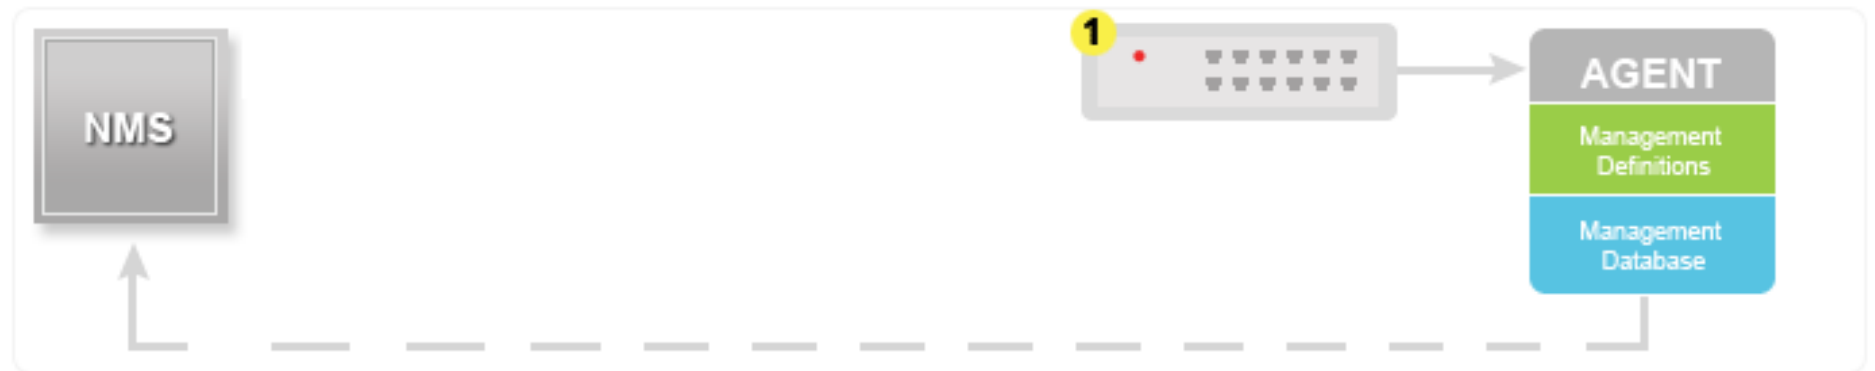 NMS
1
AGENT
Management
Definitions
Management
Database